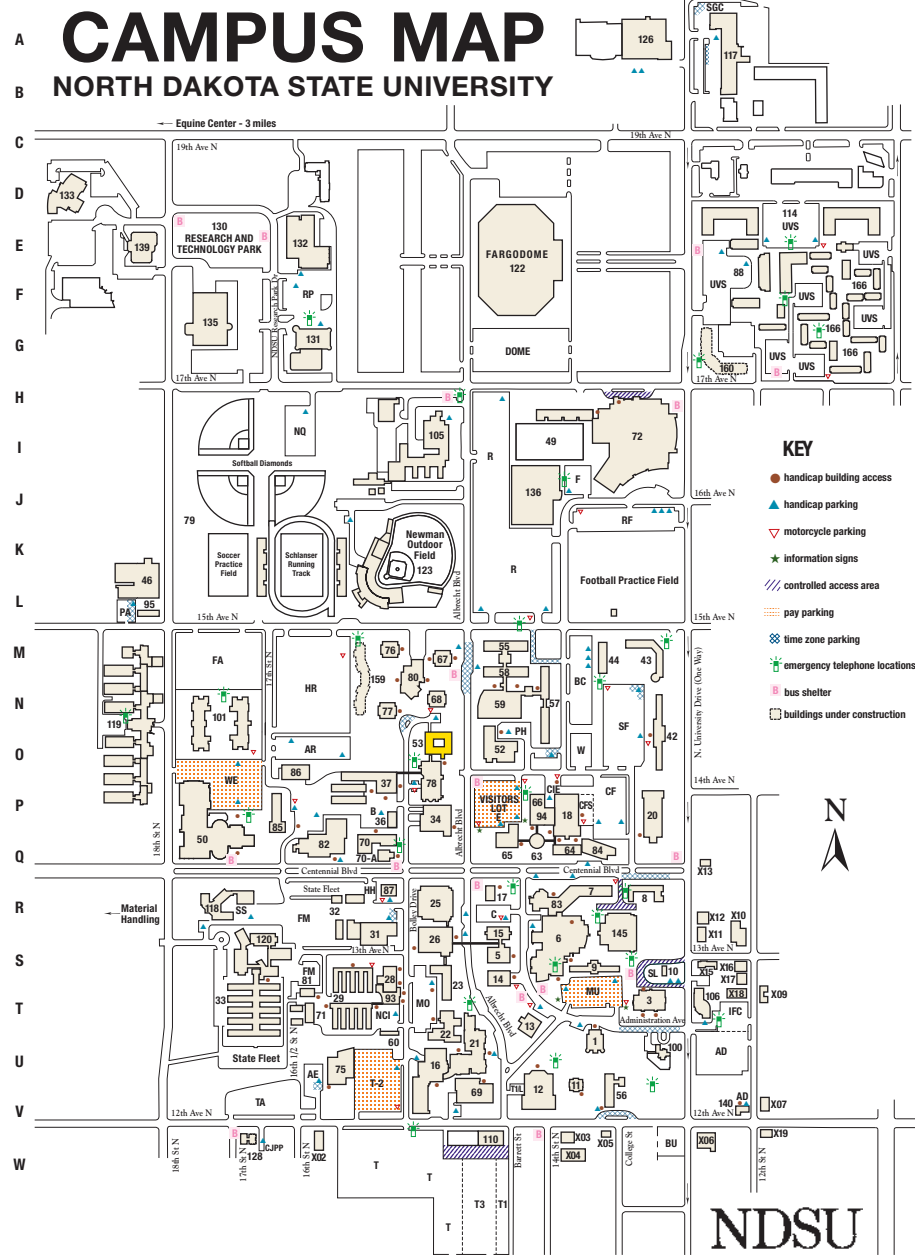 CAMPUS MAP
NORTH DAKOTA STATE UNIVERSITY
A
B
C
D
E
F
G
H
I
J
K
L
M
N
O
P
Q
R
S
T
U
V
W
SGC
126
117
Equine Center - 3 miles
19th Ave N
19th Ave N
133
139
B
130
RESEARCH AND
TECHNOLOGY PARK
B
132
RP
135
NDSU Research Park Dr
131
17th Ave N
FARGODOME
122
DOME
114
UVS
B
88
UVS
UVS
166
UVS
UVS
166
UVS
UVS
166
160
B
17th Ave N
NQ
Softball Diamonds
79
105
B
R
49
72
B
136
F
16th Ave N
RF
Soccer
Practice
Field
Schlanser
Running
Track
Newman
Outdoor
Field
123
Albrecht Blvd
R
Football Practice Field
46
95
PA
15th Ave N
15th Ave N
KEY
handicap building access
handicap parking
motorcycle parking
information signs
controlled access area
pay parking
time zone parking
emergency telephone locations
B bus shelter
buildings under construction
FA
17th St N
HR
159
76
67
80
B
68
77
55
58
59
57
BC
44
43
119
101
53
PH
52
W
SF
42
N. University Drive (One Way)
AR
WE
86
37
78
B
VISITORS
LOT
E
66
CIE
94
18
CFS
CF
20
14th Ave N
18th St N
50
85
82
B
36
70
70-A
34
Albrecht Blvd
65
63
64
84
B
B
B
Centennial Blvd
Centennial Blvd
N
X13
Material
Handling
118
SS
State Fleet
HH
87
32
FM
31
13th Ave N
Bolley Drive
25
26
B
17
C
15
5
14
83
7
8
6
145
X12
X10
X11
13th Ave N
120
FM
81
33
29
28
93
NCI
71
60
MO
23
Albrecht Blvd
B
B
9
MU
B
SL
10
3
Administration Ave
X15
X16
X17
106
X18
IFC
X09
State Fleet
16th 1/2 St N
AE
75
T-2
22
21
16
69
13
1
100
AD
T1L
12
11
56
AD
140
X07
TA
12th Ave N
12th Ave N
18th St N
17th St N
B
128
CJPP
16th St N
X02
T
T
T
110
T3
T1
Barrett St
B
14th St N
X03
X04
X05
College St
BU
X06
12th St N
X19
NDSU